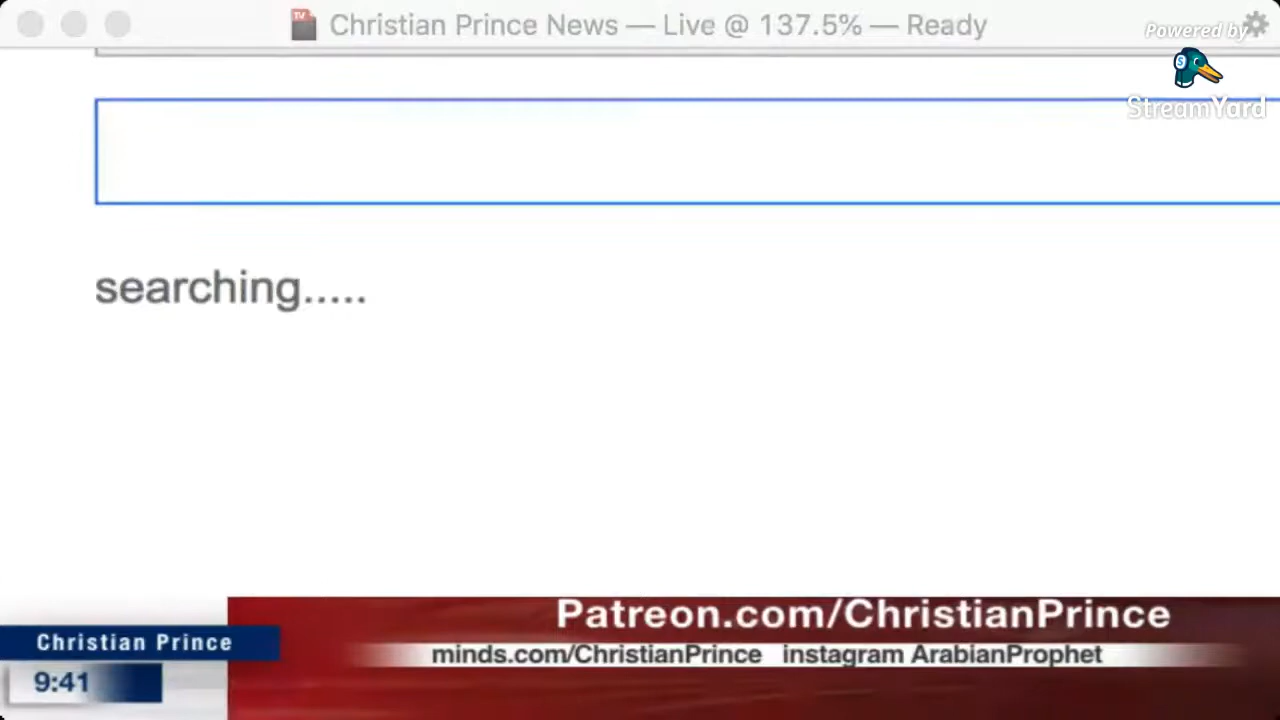 Christian Prince News — Live @ 137.5% — Ready
Powered by
StreamYard
searching.....
Patreon.com/ChristianPrince
Christian Prince
minds.com/ChristianPrince instagram ArabianProphet
9:41